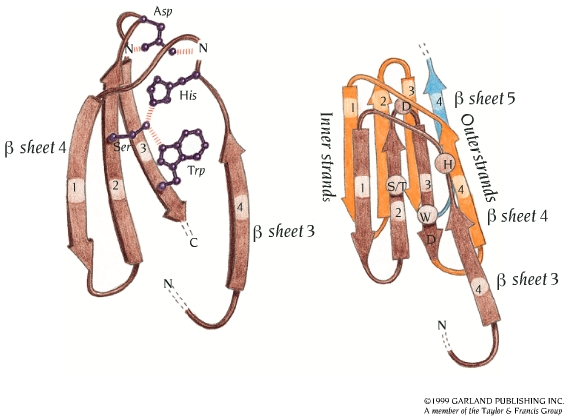 Asp
N
N
His
Ser
Trp
β sheet 4
1
2
3
4
C
β sheet 3
N
Inner strands
Outer strands
1
2
3
D
4
β sheet 5
1
S/T
2
3
H
4
W
D
β sheet 4
β sheet 3
4
N
©1999 GARLAND PUBLISHING INC.
A member of the Taylor & Francis Group